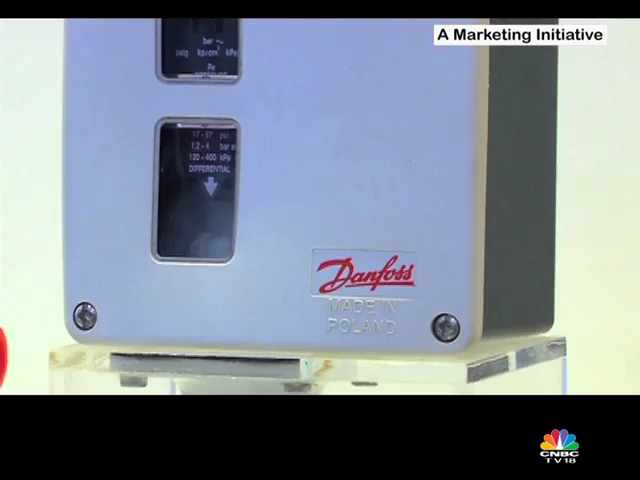 A Marketing Initiative
bar
psig kp/cm² kPa
Pe
17 - 57 psi
1,2 - 4 bar
120 - 400 kPa
DIFFERENTIAL
Danfoss
MADE IN
POLAND
CNBC
TV18